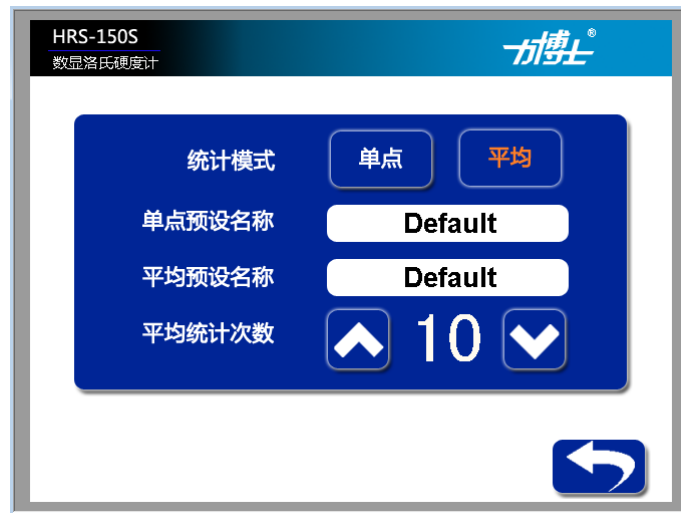 HRS-150S
数显洛氏硬度计
力博士®
统计模式 单点 平均
单点预设名称 Default
平均预设名称 Default
平均统计次数 10